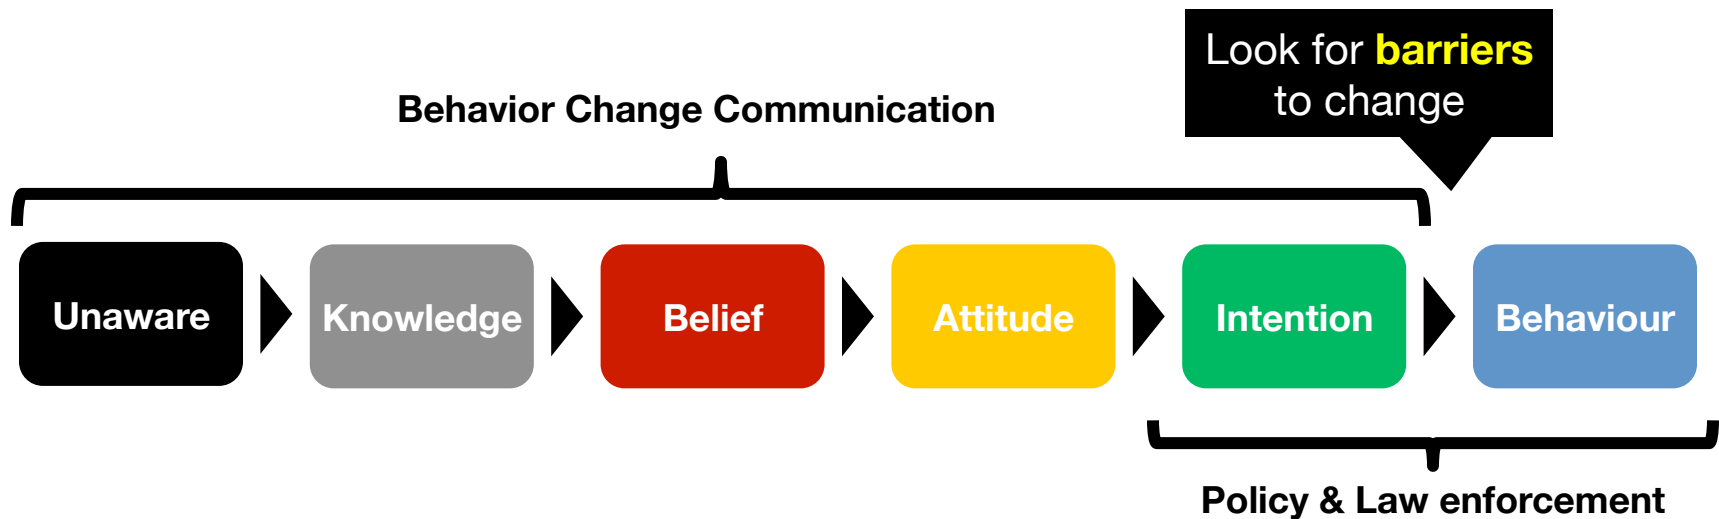 Look for barriers
to change
Behavior Change Communication
Unaware
Knowledge
Belief
Attitude
Intention
Behaviour
Policy & Law enforcement